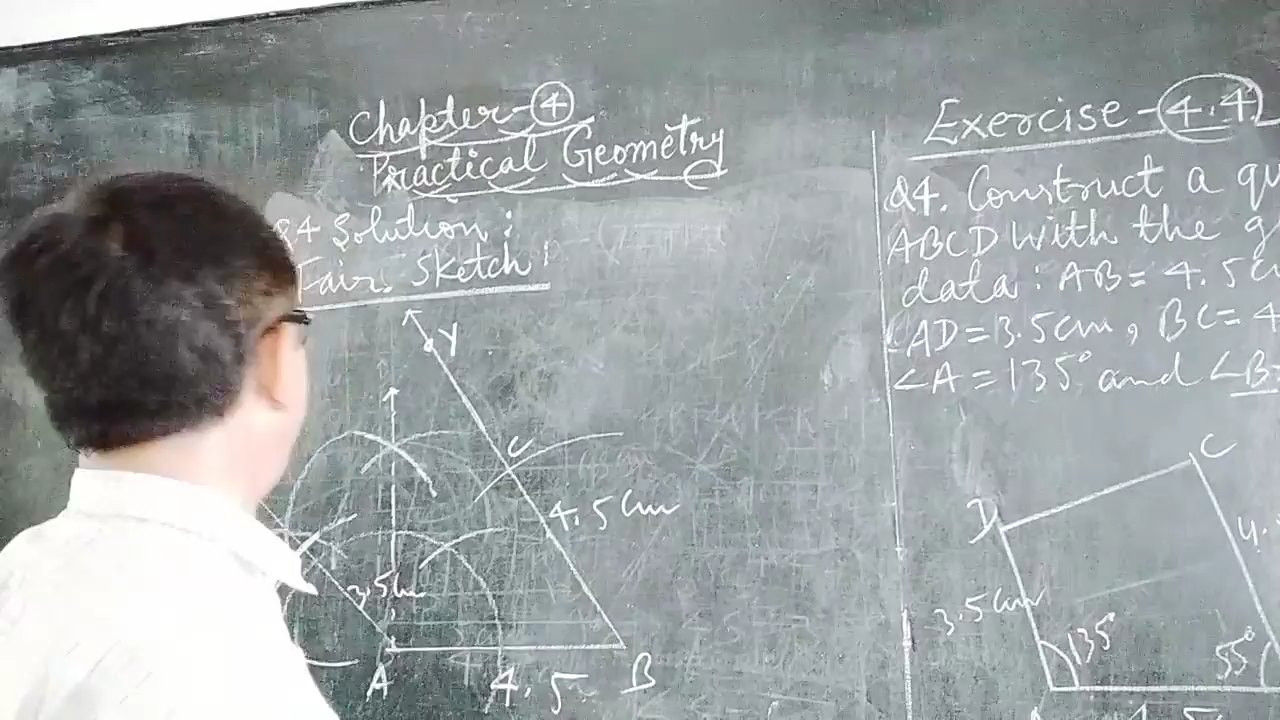 Chapter-4
Practical Geometry
Q4 Solution:
Fair Sketch:
Y
C
4.5cm
3.5cm
A
4.5
B
Exercise-4.4
Q4. Construct a
ABCD With the
data: AB = 4.5
AD = 3.5cm, BC = 4
∠A = 135° and ∠B
C
D
4.
3.5cm
135°
55°